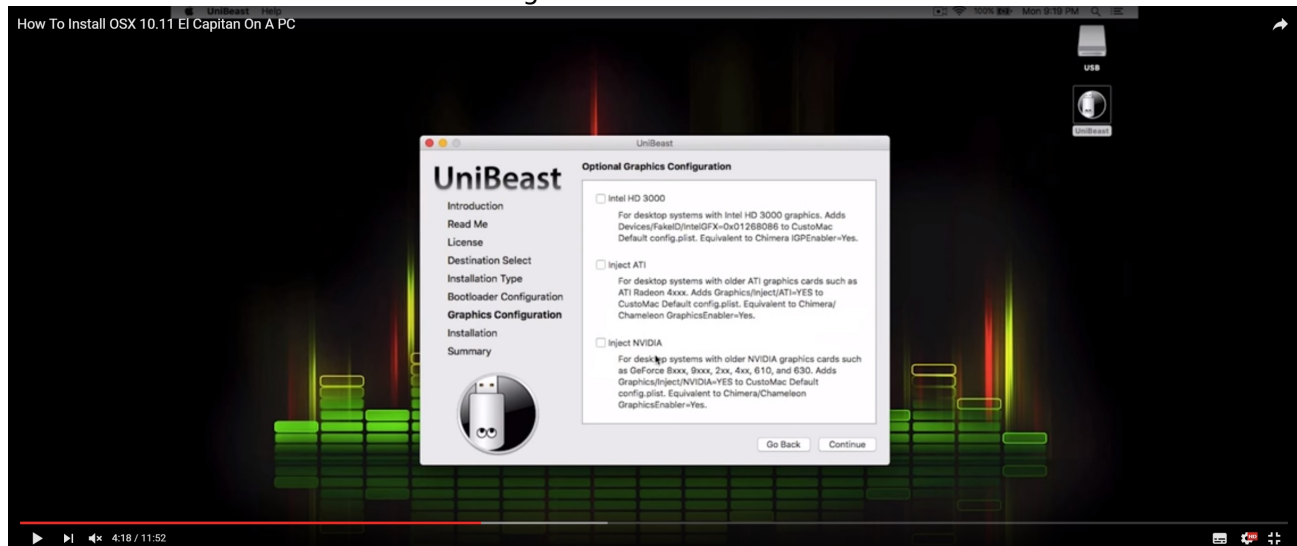 How To Install OSX 10.11 El Capitan On A PC
UniBeast Help
100% Mon 9:19 PM
USB
UniBeast
UniBeast
UniBeast
Introduction
Read Me
License
Destination Select
Installation Type
Bootloader Configuration
Graphics Configuration
Installation
Summary
Optional Graphics Configuration
Intel HD 3000
For desktop systems with Intel HD 3000 graphics. Adds
Devices/FakeID/IntelGFX=0x01268086 to CustoMac
Default config.plist. Equivalent to Chimera IGPEnabler=Yes.
Inject ATI
For desktop systems with older ATI graphics cards such as
ATI Radeon 4xxx. Adds Graphics/Inject/ATI=YES to
CustoMac Default config.plist. Equivalent to Chimera/
Chameleon GraphicsEnabler=Yes.
Inject NVIDIA
For desktop systems with older NVIDIA graphics cards such
as GeForce 8xxx, 9xxx, 2xx, 4xx, 610, and 630. Adds
Graphics/Inject/NVIDIA=YES to CustoMac Default
config.plist. Equivalent to Chimera/Chameleon
GraphicsEnabler=Yes.
Go Back Continue
4:18 / 11:52
HD